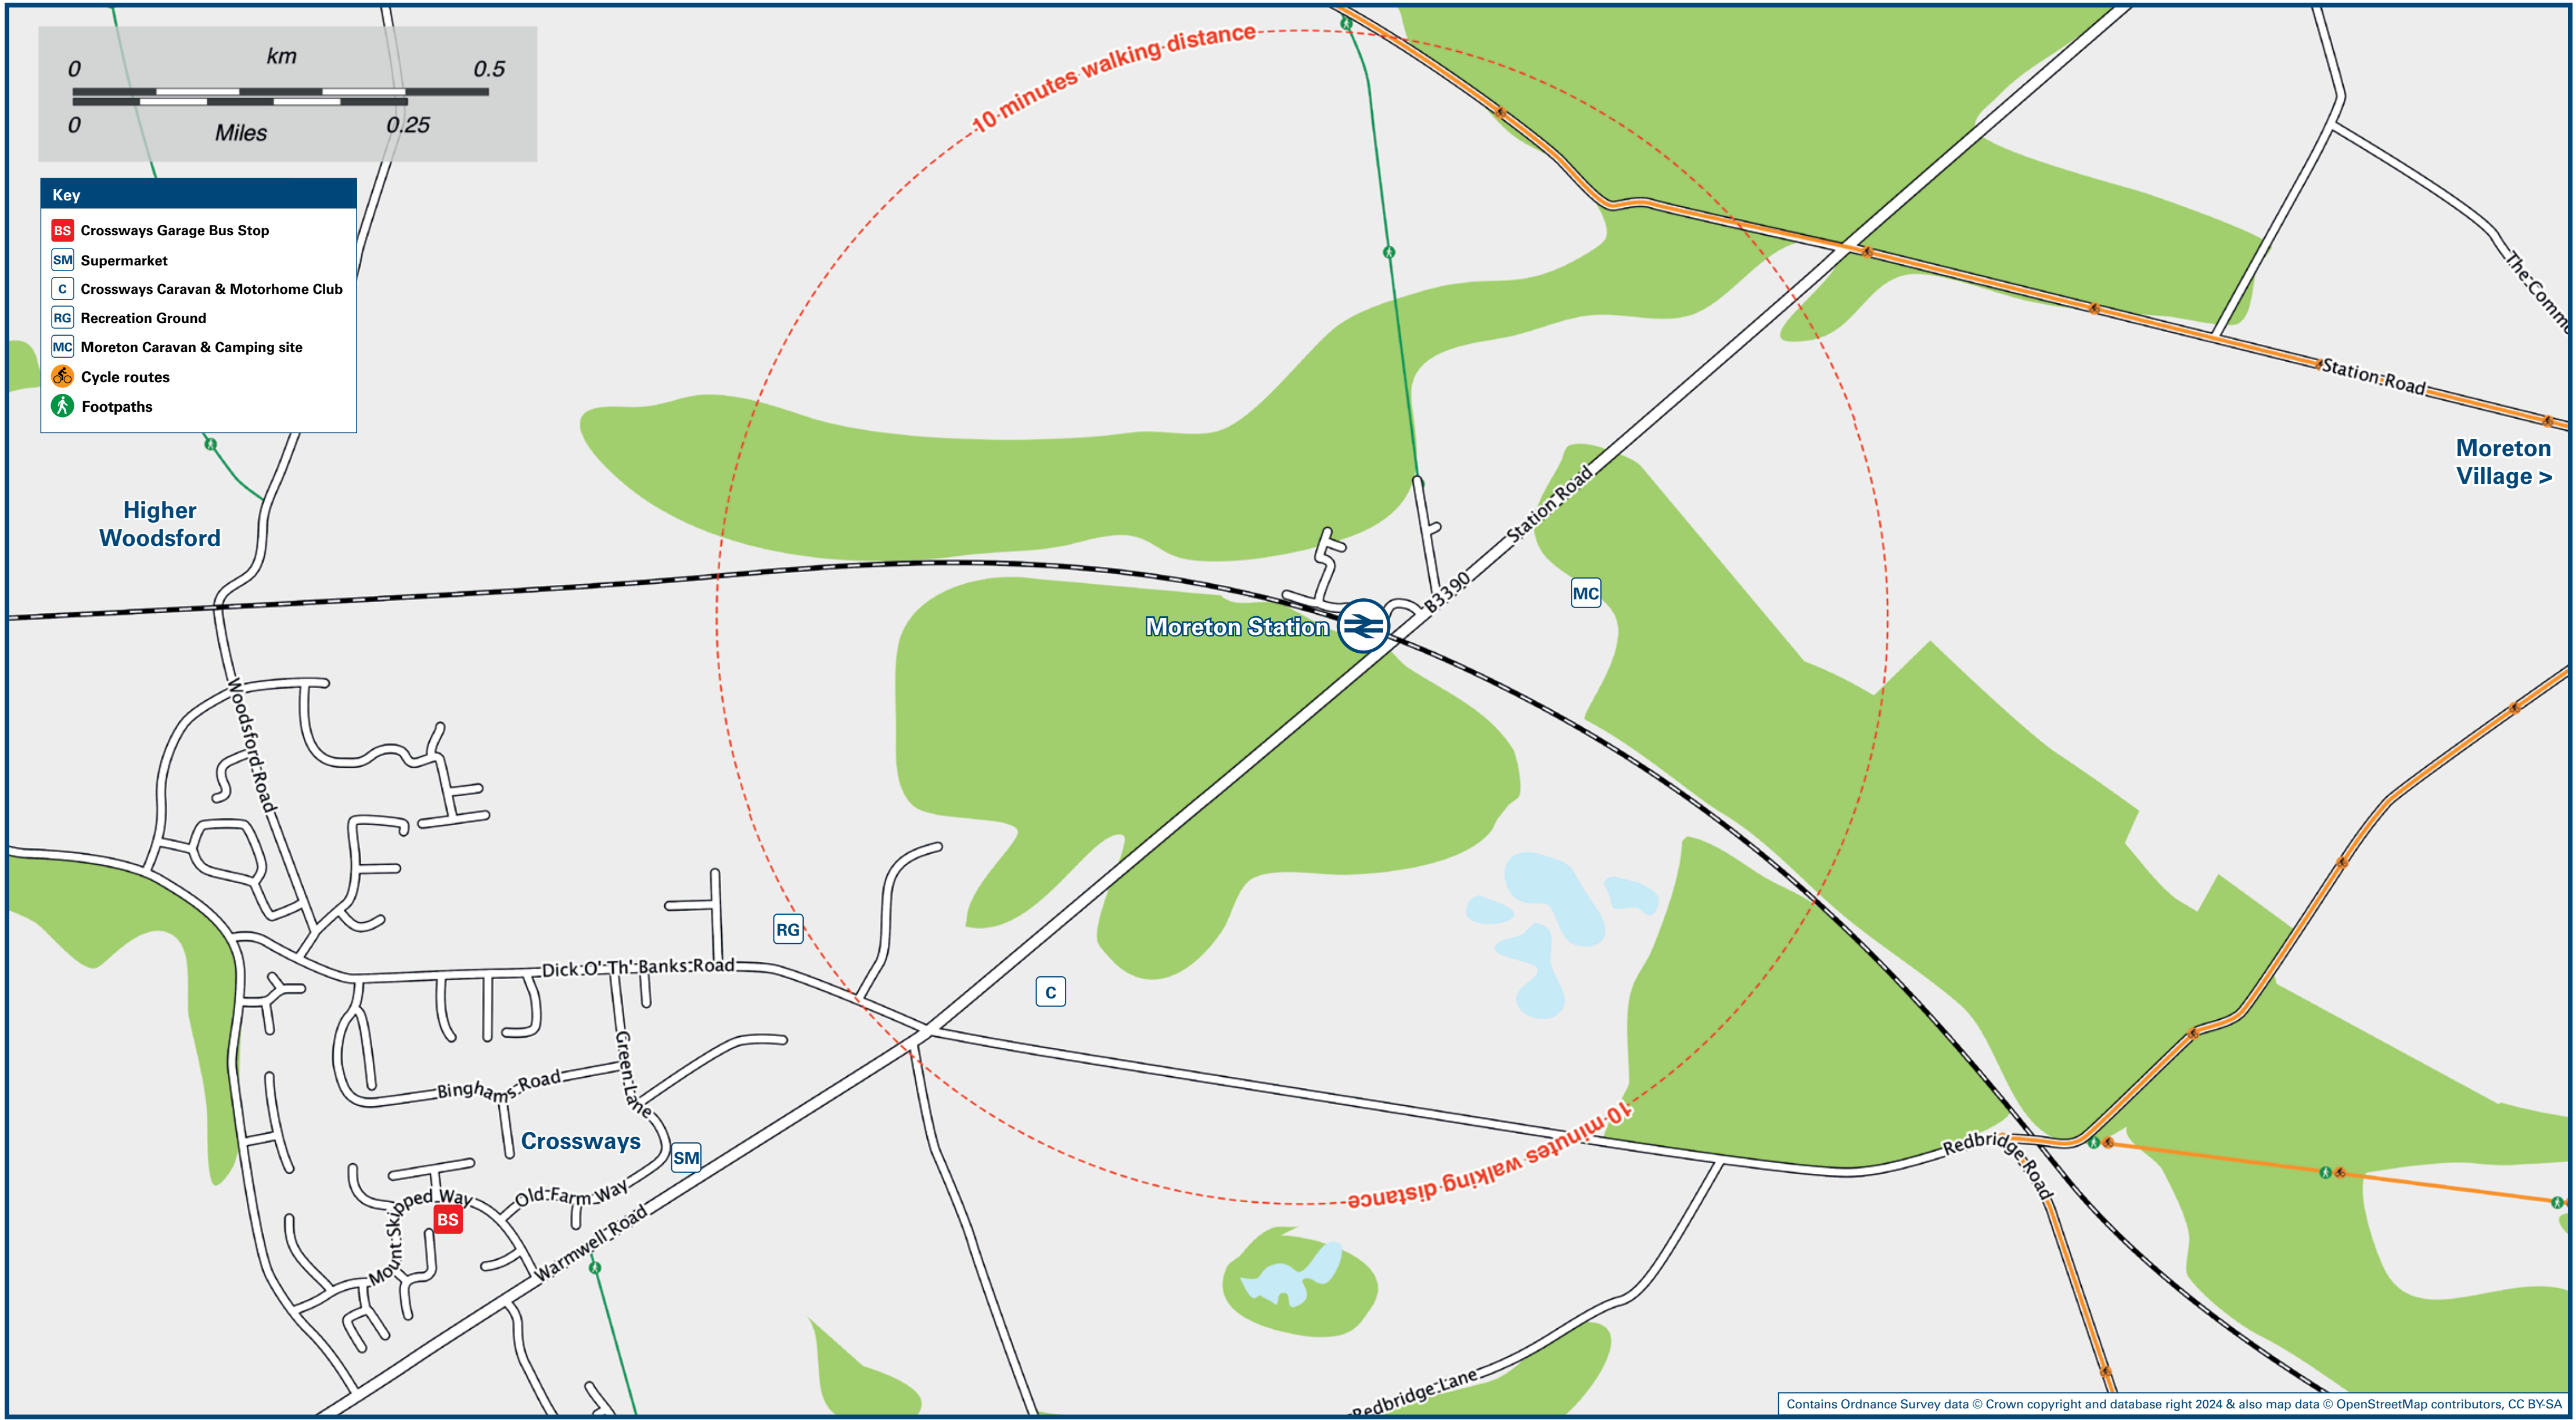 km
0 0.5
0 0.25
Miles
Key
BS Crossways Garage Bus Stop
SM Supermarket
C Crossways Caravan & Motorhome Club
RG Recreation Ground
MC Moreton Caravan & Camping site
Cycle routes
Footpaths
10 minutes walking distance
The Commo
Station Road
Moreton
Village >
Higher
Woodsford
Station Road
B3390
MC
Moreton Station
Woodsford Road
RG
Dick O' Th' Banks Road
C
Green Lane
Binghams Road
Crossways
SM
10 minutes walking distance
Redbridge Road
Old Farm Way
Mount Skipped Way
BS
Warmwell Road
Redbridge Lane
Contains Ordnance Survey data © Crown copyright and database right 2024 & also map data © OpenStreetMap contributors, CC BY-SA